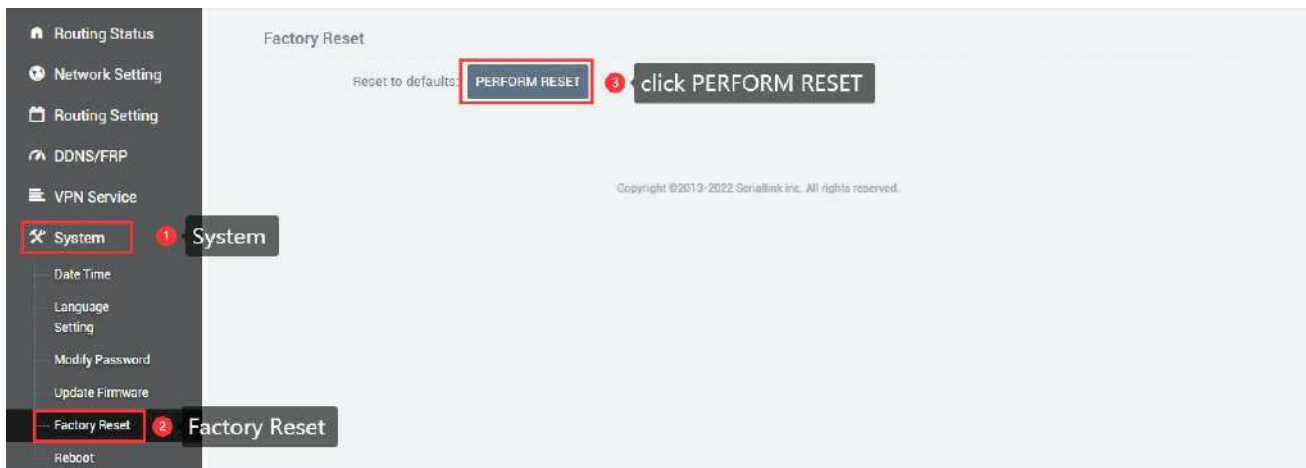 Routing Status
Network Setting
Routing Setting
DDNS/FRP
VPN Service
System
1 System
Date Time
Language
Setting
Modify Password
Update Firmware
Factory Reset
2 Factory Reset
Reboot
Factory Reset
Reset to defaults: PERFORM RESET
3 click PERFORM RESET
Copyright ©2013-2022 Seriallink inc. All rights reserved.